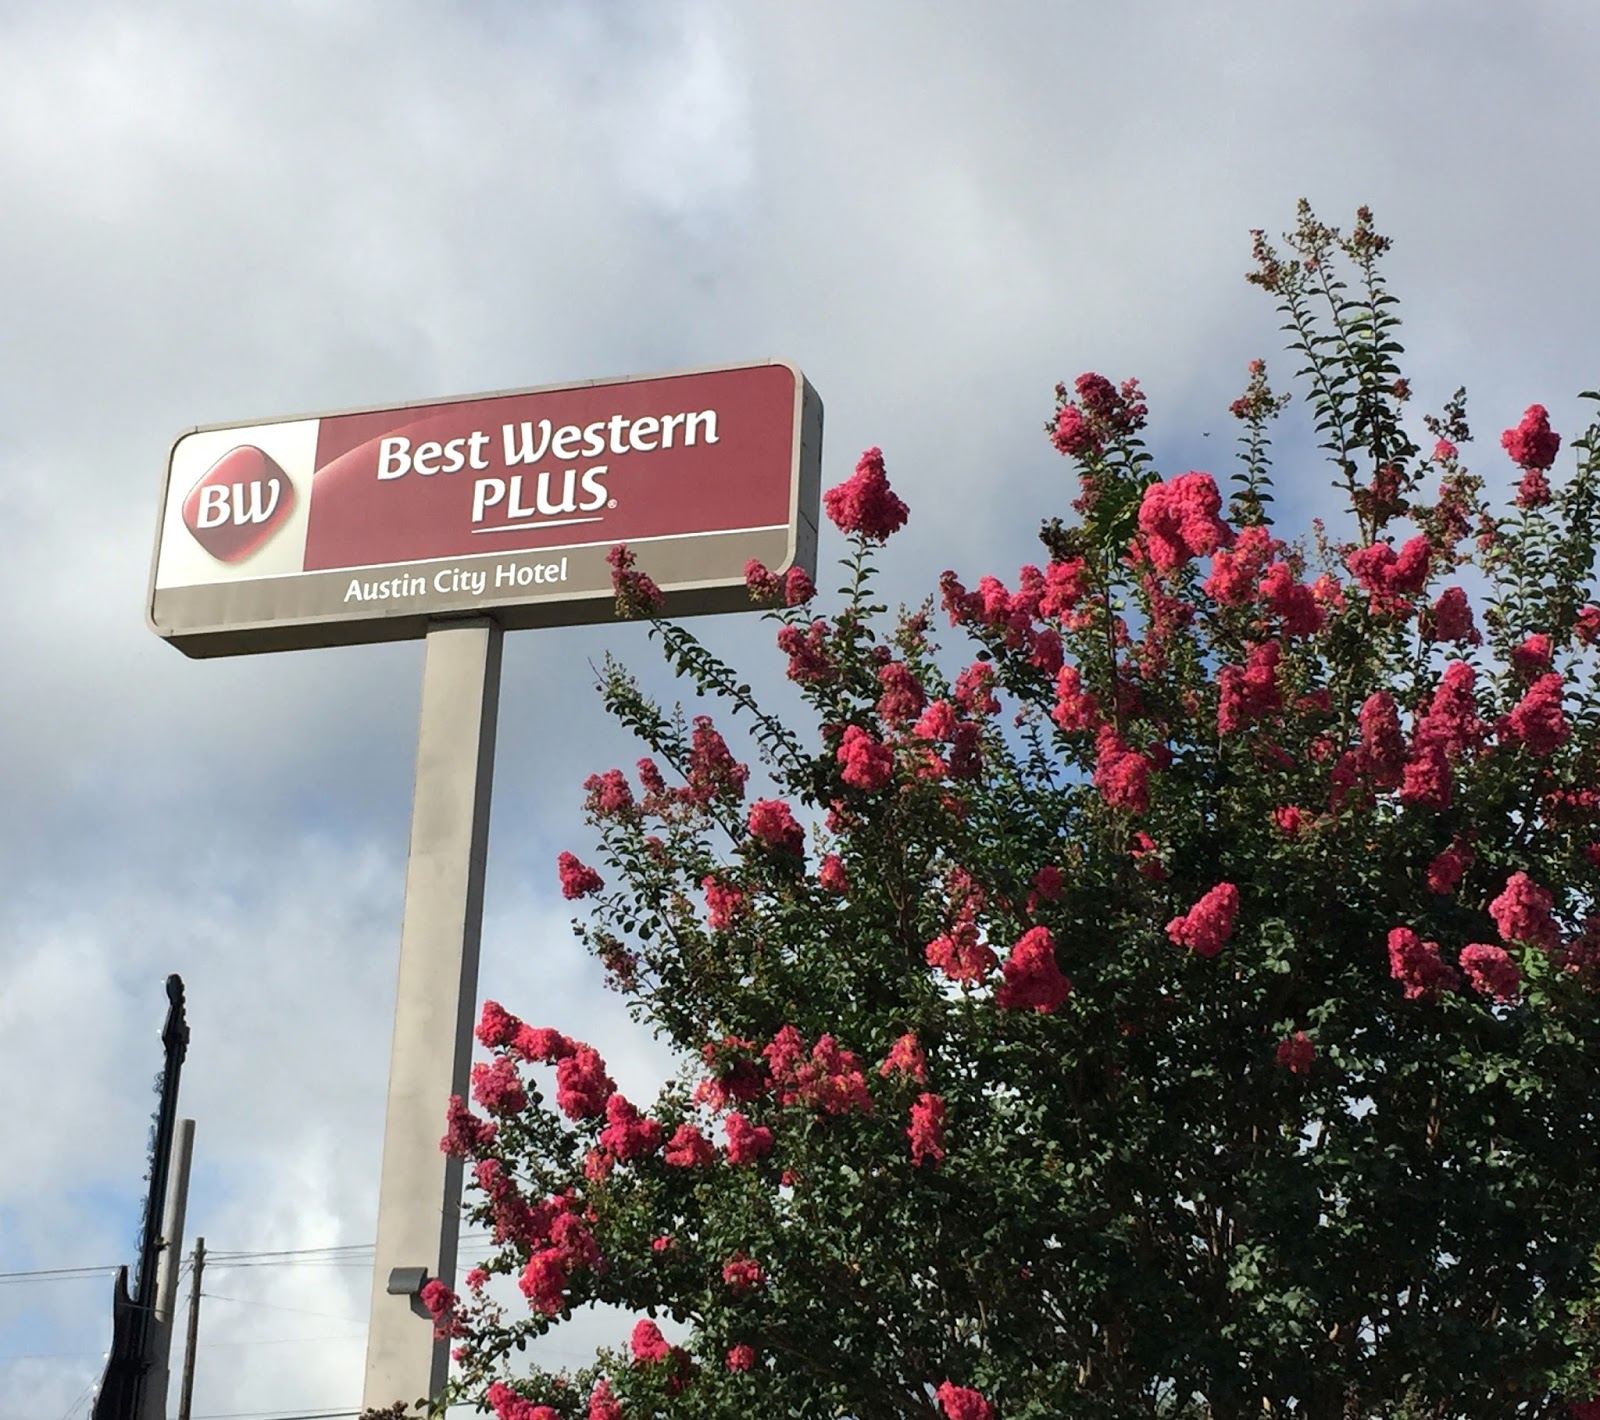 BW
Best Western
PLUS®
Austin City Hotel